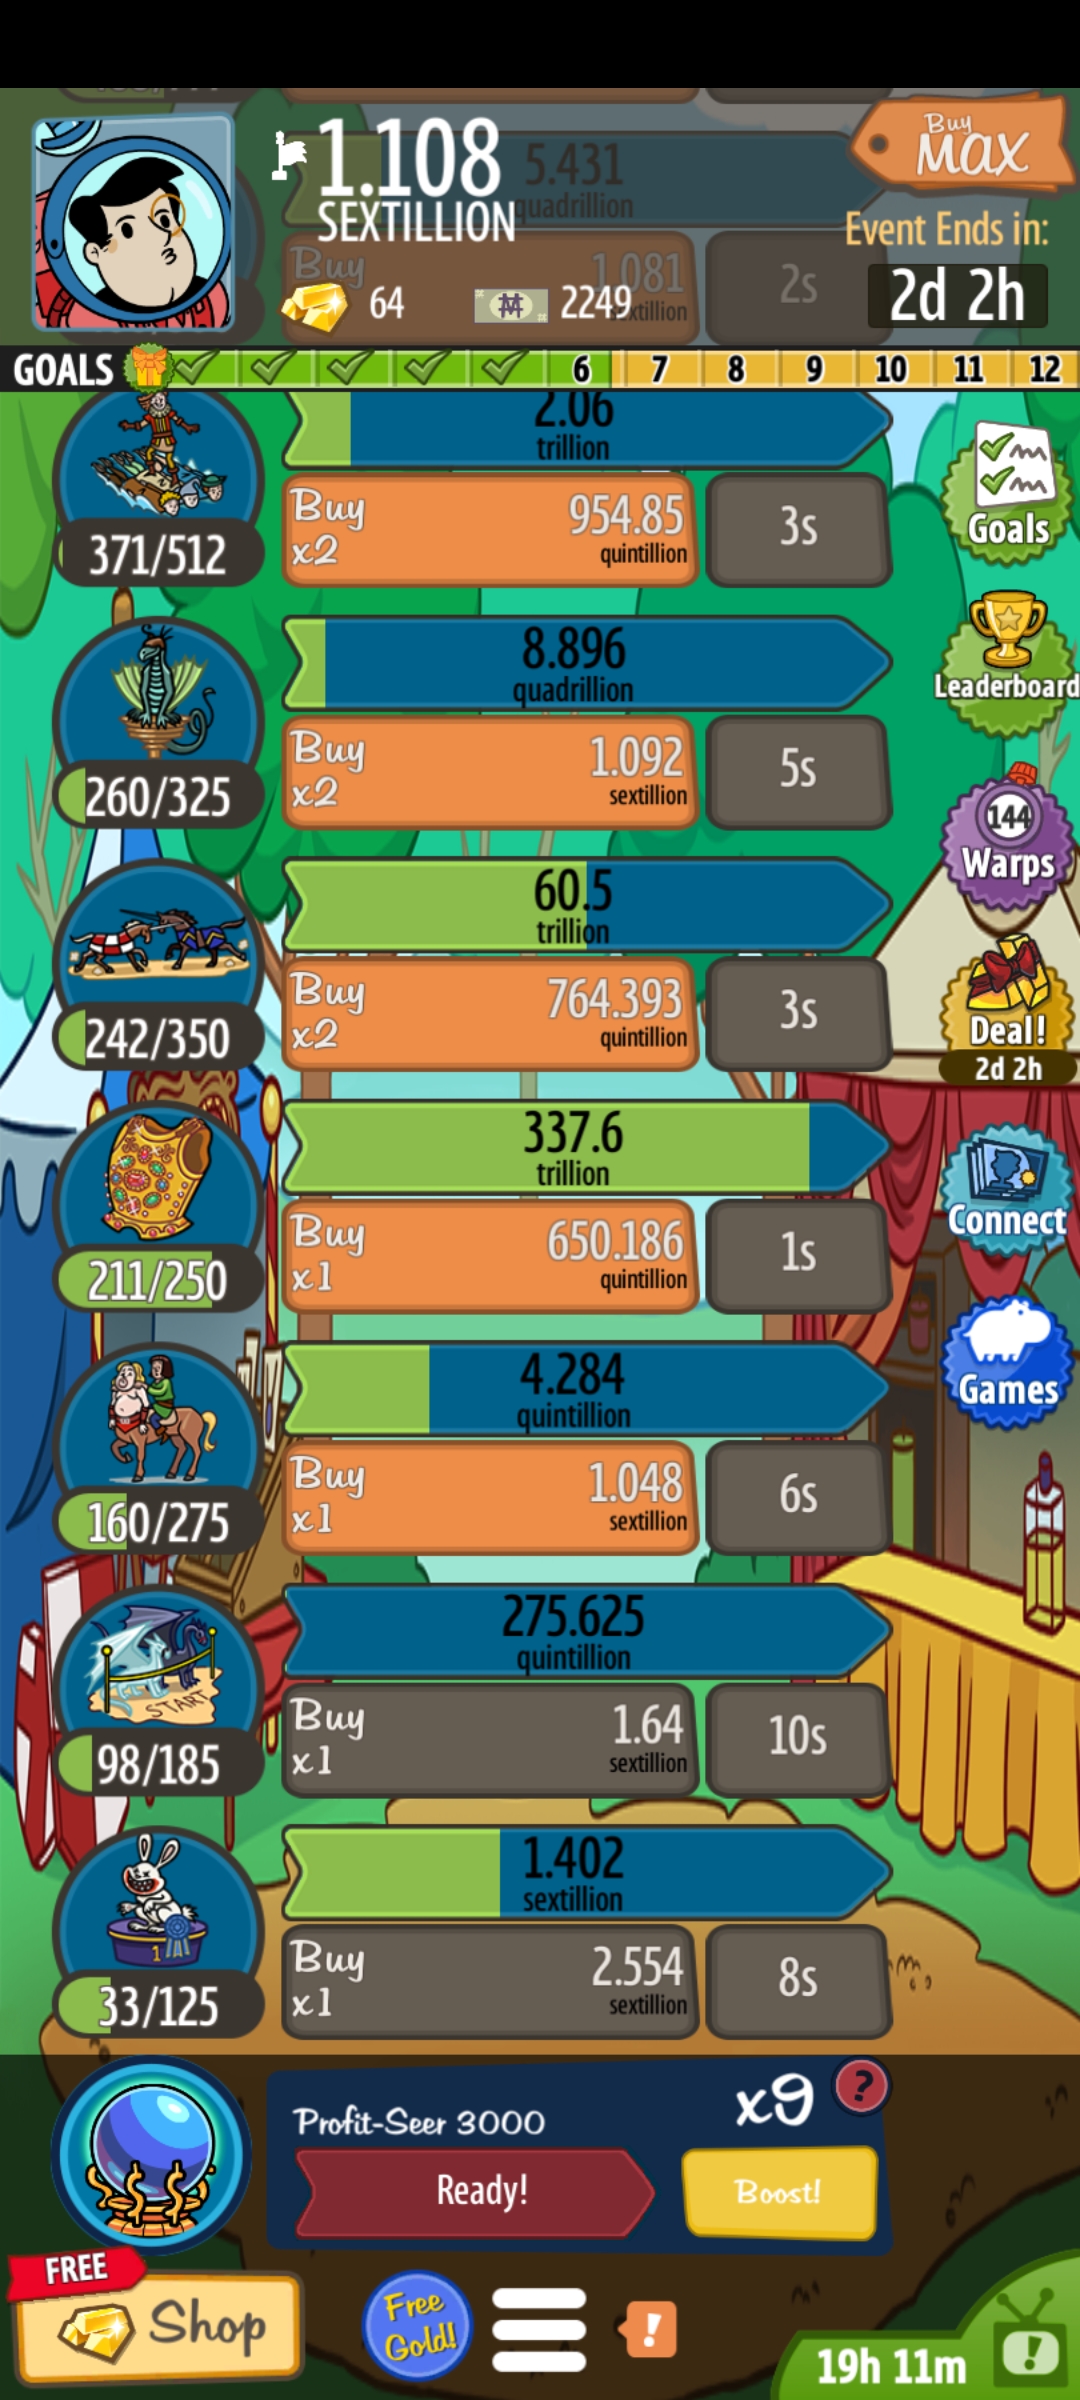 1.108
SEXTILLION
5.431
quadrillion
Buy
MAX
Event Ends in:
2d 2h
Buy
1.081
sextillion
2s
64
2249
GOALS 6 7 8 9 10 11 12
2.06
trillion
371/512
Buy
x2
954.85
quintillion
3s
Goals
8.896
quadrillion
260/325
Buy
x2
1.092
sextillion
5s
Leaderboard
60.5
trillion
242/350
Buy
x2
764.393
quintillion
3s
144
Warps
Deal!
2d 2h
337.6
trillion
211/250
Buy
x1
650.186
quintillion
1s
Connect
4.284
quintillion
160/275
Buy
x1
1.048
sextillion
6s
Games
275.625
quintillion
START
98/185
Buy
x1
1.64
sextillion
10s
1.402
sextillion
1
33/125
Buy
x1
2.554
sextillion
8s
Profit-Seer 3000
x9
?
Ready!
Boost!
FREE
Shop
Free
Gold!
!
19h 11m
!